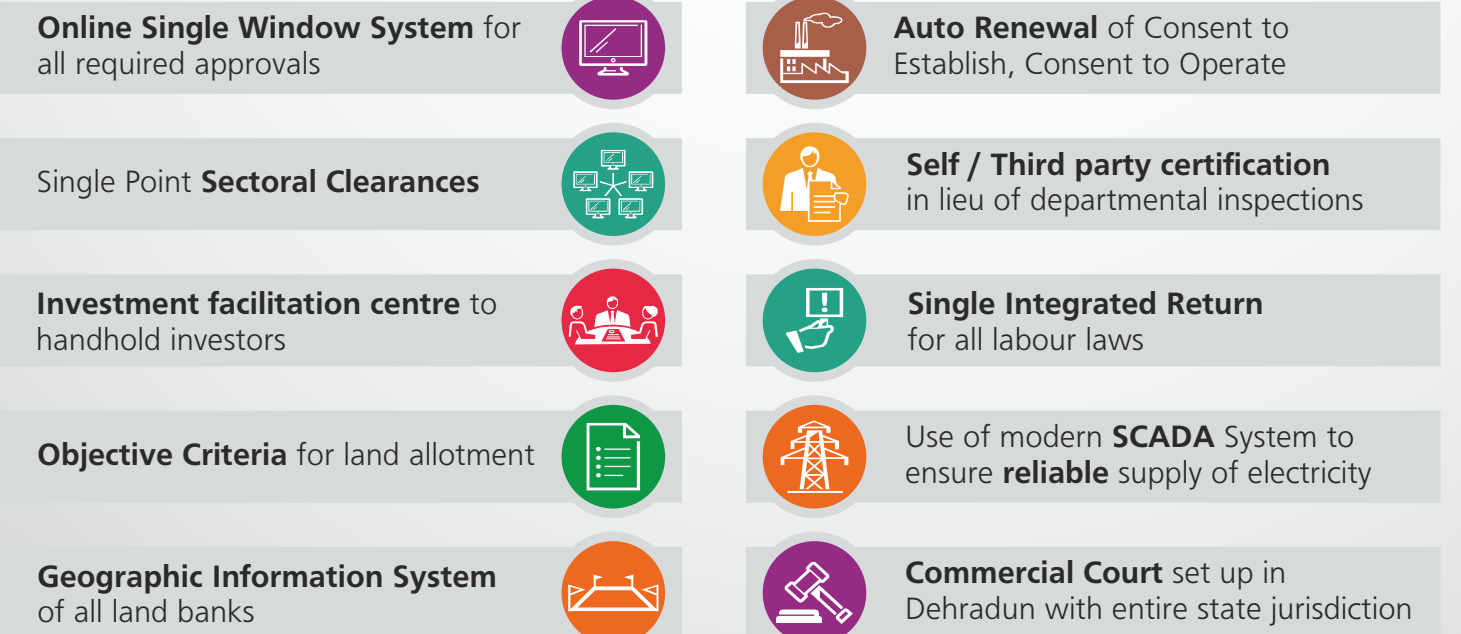 Online Single Window System for
all required approvals
Single Point Sectoral Clearances
Investment facilitation centre to
handhold investors
Objective Criteria for land allotment
Geographic Information System
of all land banks
Auto Renewal of Consent to
Establish, Consent to Operate
Self / Third party certification
in lieu of departmental inspections
Single Integrated Return
for all labour laws
Use of modern SCADA System to
ensure reliable supply of electricity
Commercial Court set up in
Dehradun with entire state jurisdiction